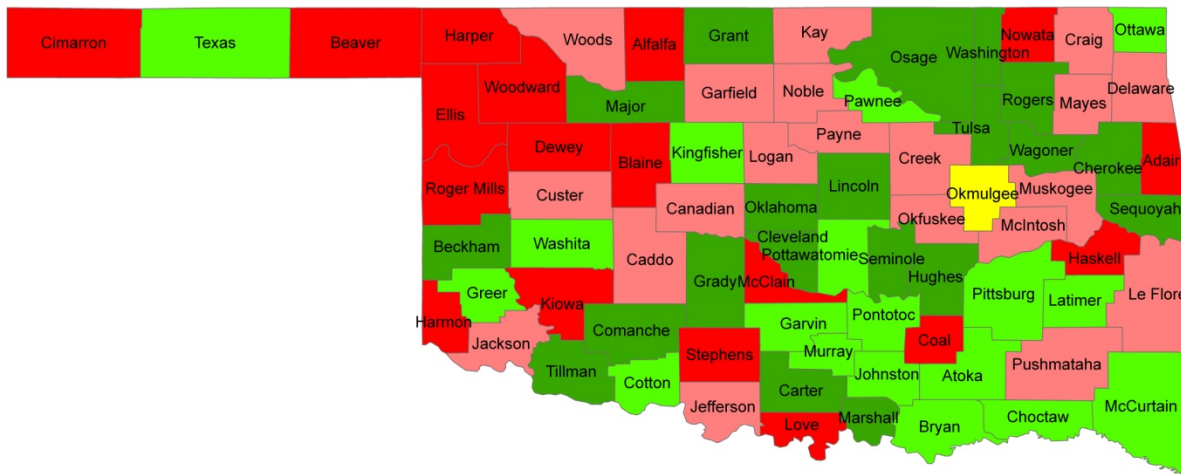 Cimarron
Texas
Beaver
Harper
Woods
Alfalfa
Grant
Kay
Osage
Washington
Nowata
Craig
Ottawa
Ellis
Woodward
Major
Garfield
Noble
Pawnee
Rogers
Mayes
Delaware
Dewey
Blaine
Kingfisher
Logan
Payne
Creek
Tulsa
Wagoner
Cherokee
Adair
Roger Mills
Custer
Canadian
Oklahoma
Lincoln
Okmulgee
Muskogee
Sequoyah
Beckham
Washita
Caddo
Cleveland
Pottawatomie
Seminole
Okfuskee
McIntosh
Hughes
Haskell
Greer
Kiowa
Grady
McClain
Pittsburg
Latimer
Le Flore
Harmon
Jackson
Comanche
Garvin
Pontotoc
Coal
Tillman
Cotton
Stephens
Murray
Johnston
Atoka
Pushmataha
Jefferson
Carter
Love
Marshall
Bryan
Choctaw
McCurtain